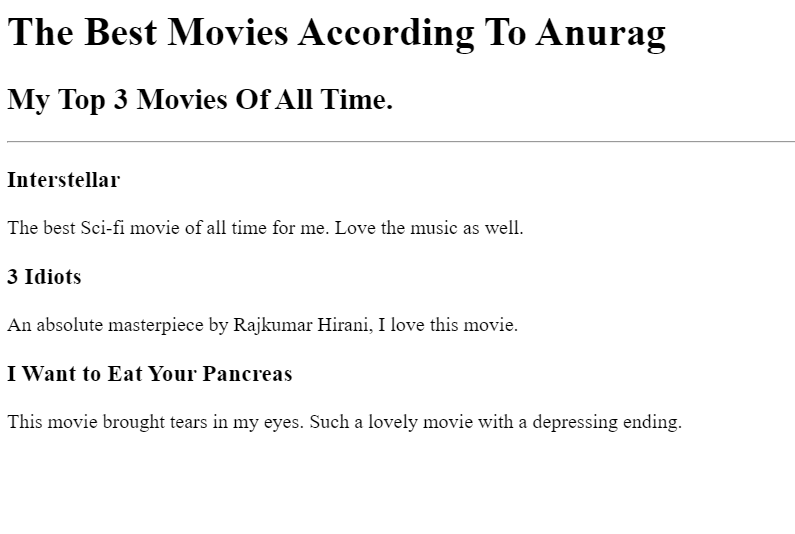 The Best Movies According To Anurag
My Top 3 Movies Of All Time.
Interstellar
The best Sci-fi movie of all time for me. Love the music as well.
3 Idiots
An absolute masterpiece by Rajkumar Hirani, I love this movie.
I Want to Eat Your Pancreas
This movie brought tears in my eyes. Such a lovely movie with a depressing ending.